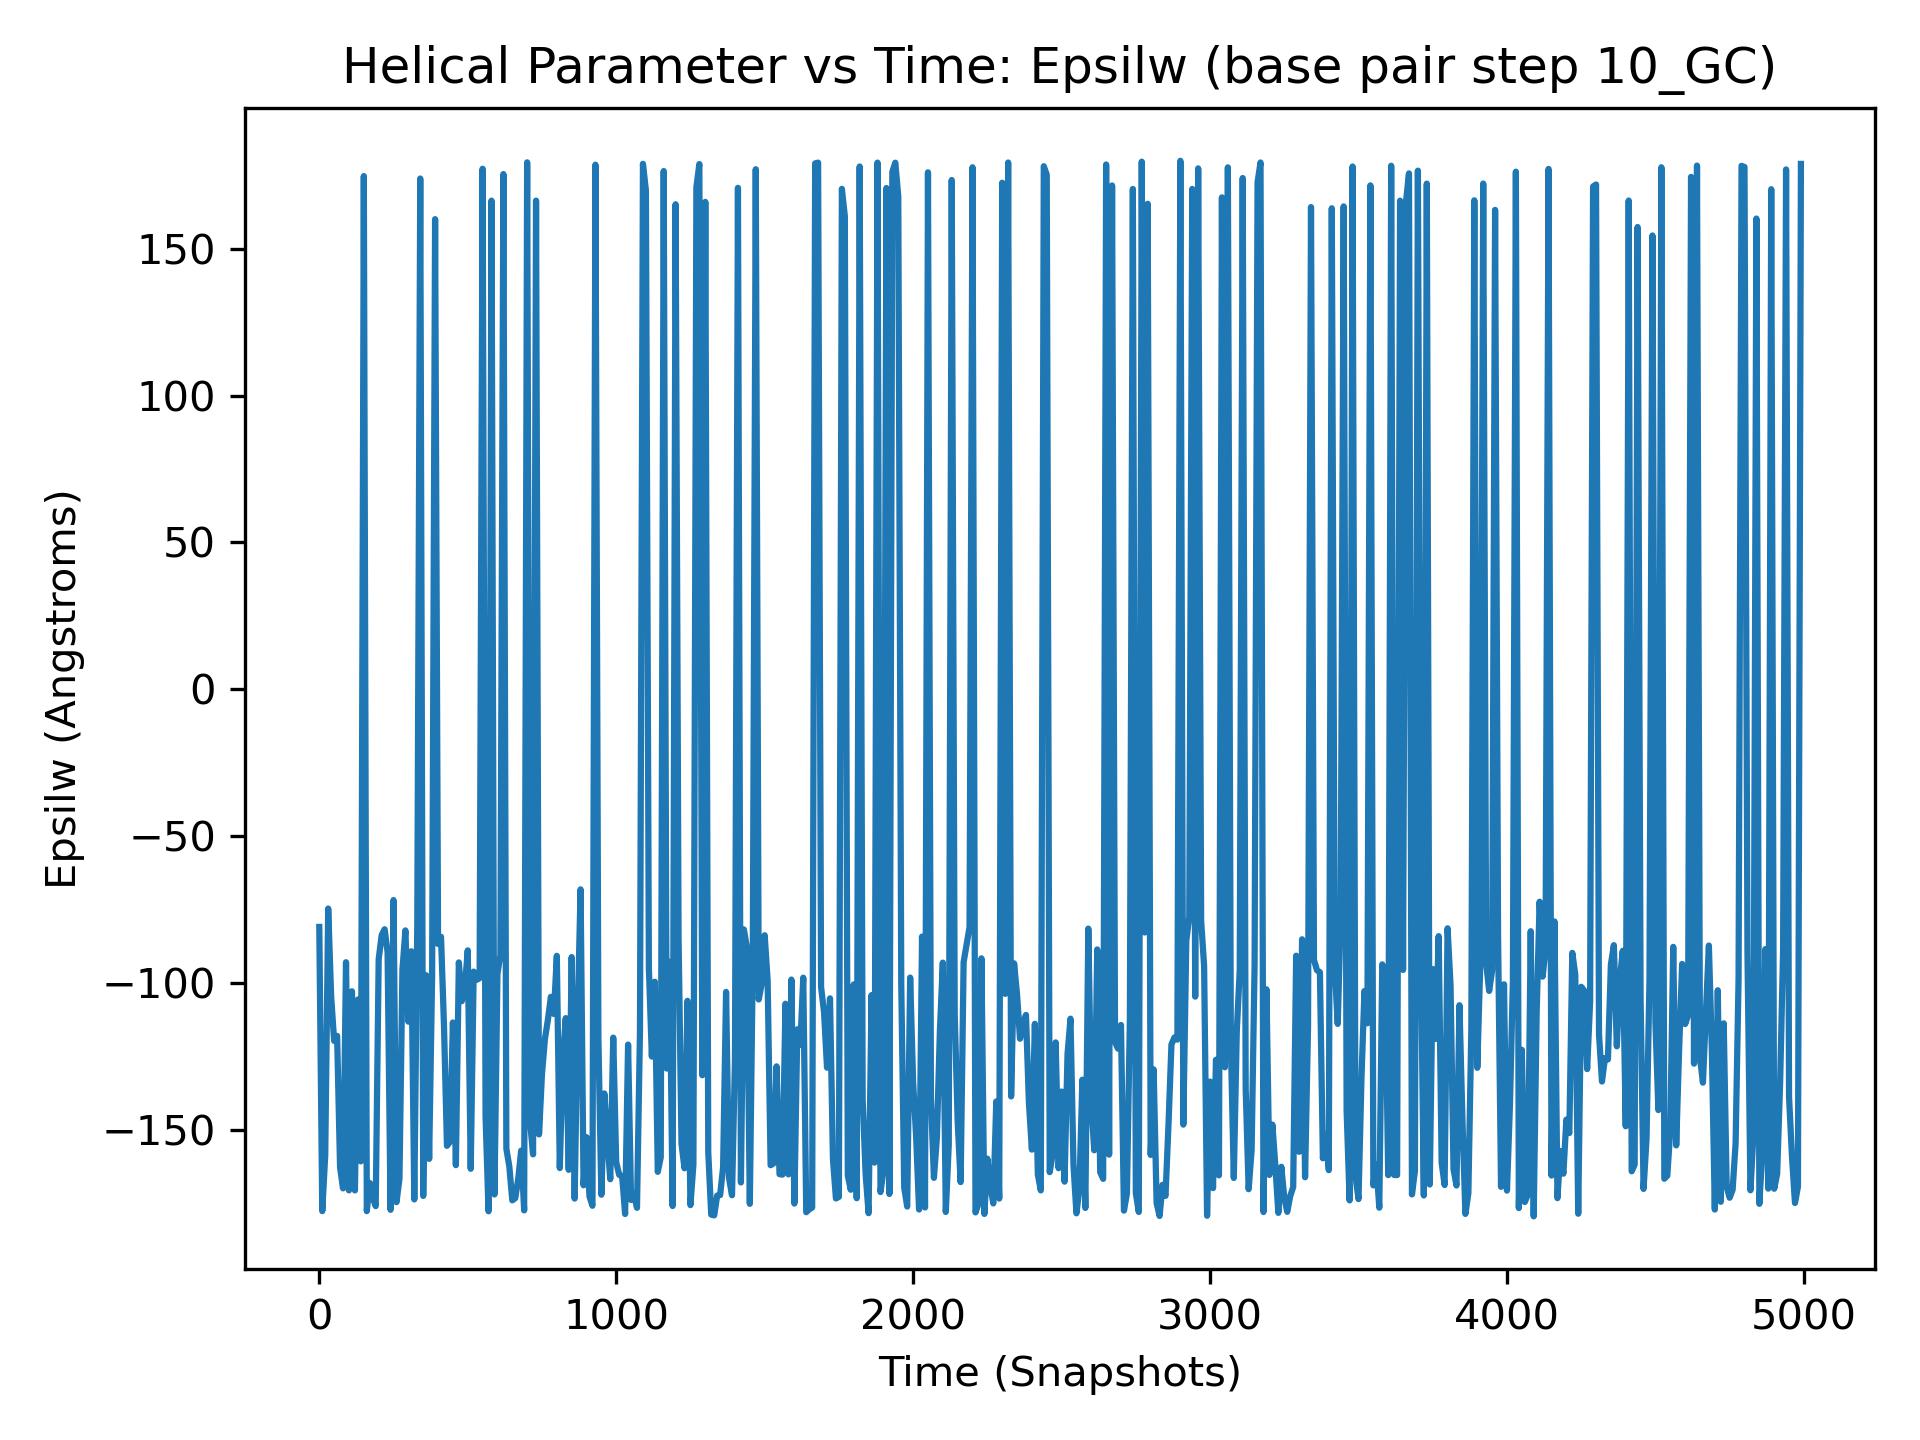 Helical Parameter vs Time: Epsilw (base pair step 10_GC)
Epsilw (Angstroms)
150
100
50
0
−50
−100
−150
0 1000 2000 3000 4000 5000
Time (Snapshots)